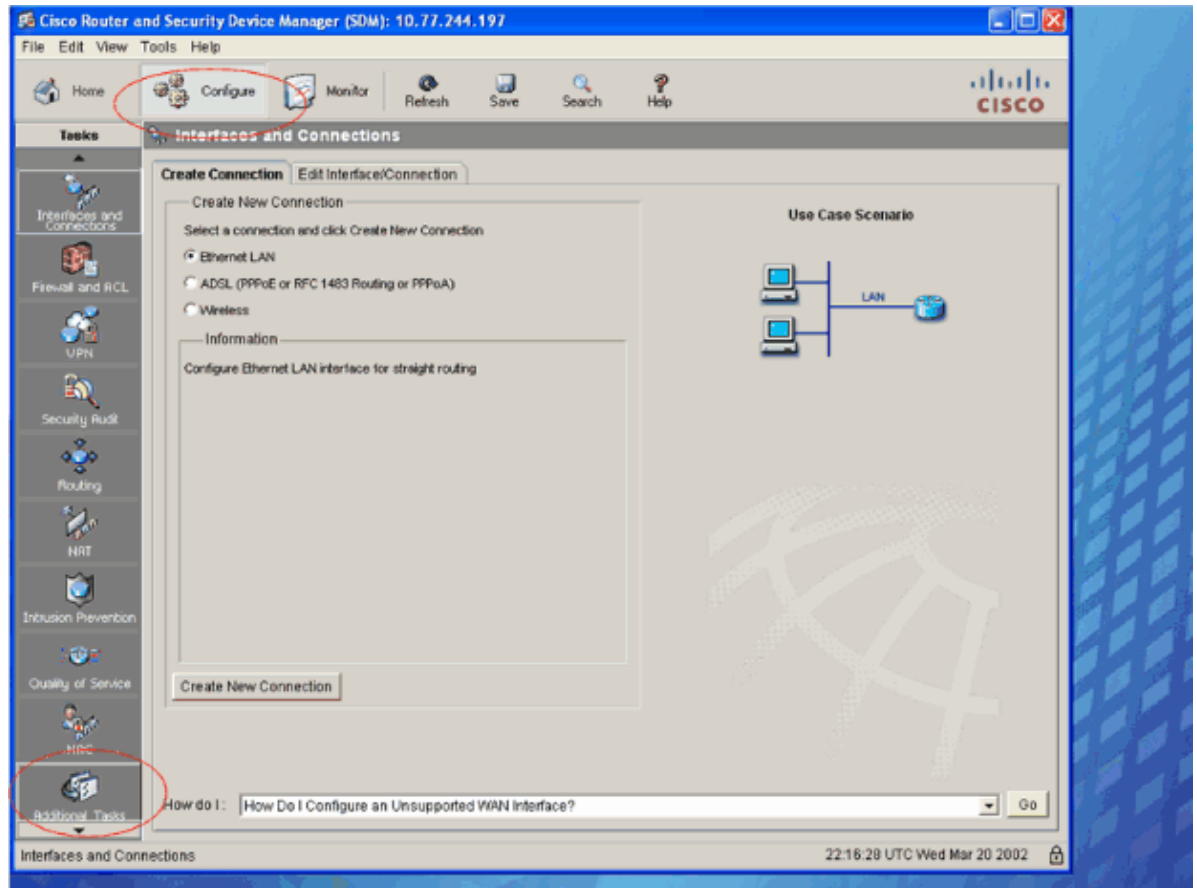 Cisco Router and Security Device Manager (SDM): 10.77.244.197
File Edit View Tools Help
Home Configure Monitor Refresh Save Search Help
CISCO
Tasks
Interfaces and Connections
Create Connection Edit Interface/Connection
Interfaces and
Connections
Firewall and ACL
VPN
Security Audit
Routing
NAT
Intrusion Prevention
Quality of Service
NAC
Additional Tasks
Create New Connection
Select a connection and click Create New Connection
Ethernet LAN
ADSL (PPPoE or RFC 1483 Routing or PPPoA)
Wireless
Information
Configure Ethernet LAN interface for straight routing
Create New Connection
Use Case Scenario
LAN
How do I: How Do I Configure an Unsupported WAN Interface? Go
Interfaces and Connections 22:16:28 UTC Wed Mar 20 2002